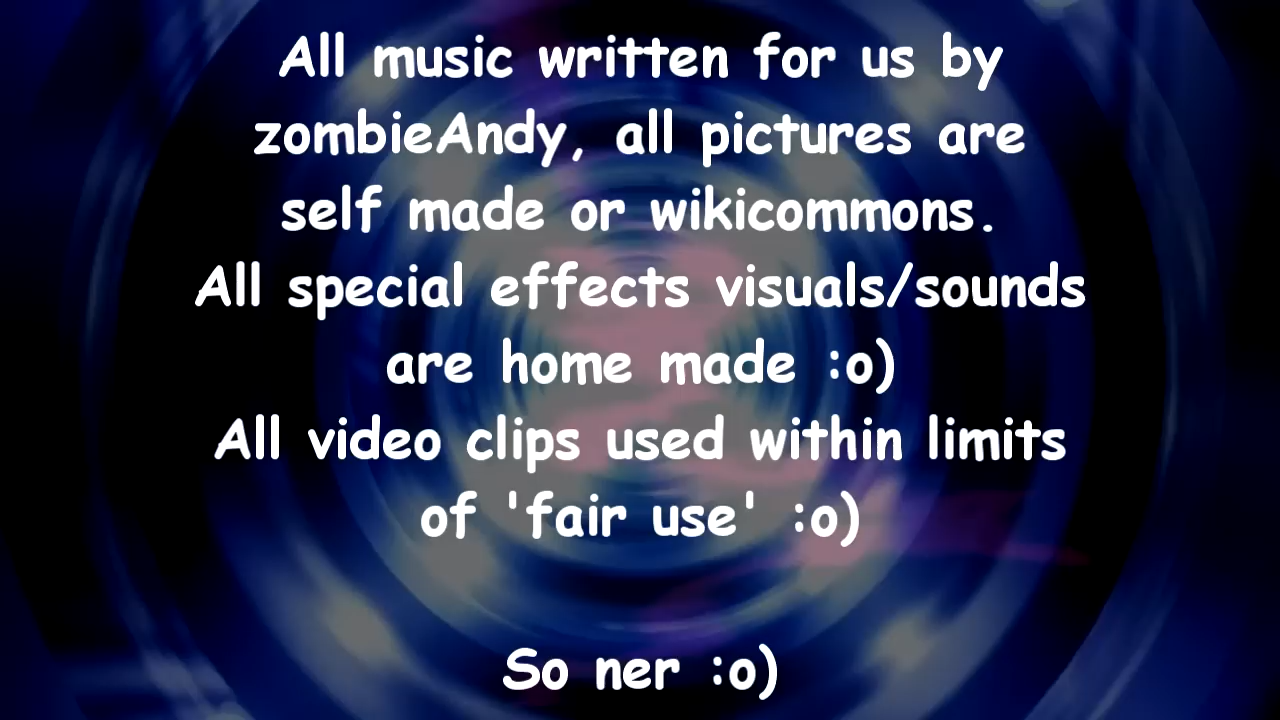 All music written for us by
zombieAndy, all pictures are
self made or wikicommons.
All special effects visuals/sounds
are home made :o)
All video clips used within limits
of 'fair use' :o)
So ner :o)